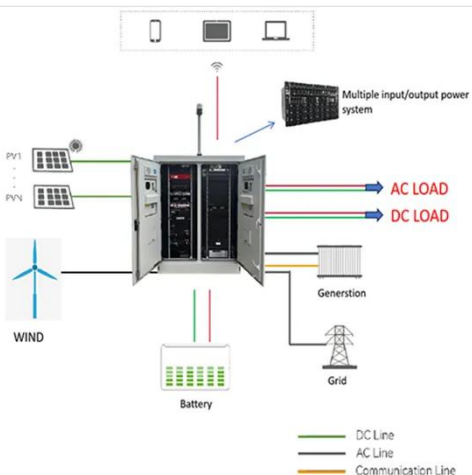 Multiple input/output power
system
PV1
PVN
AC LOAD
DC LOAD
WIND
Generstion
Battery
Grid
DC Line
AC Line
Communication Line